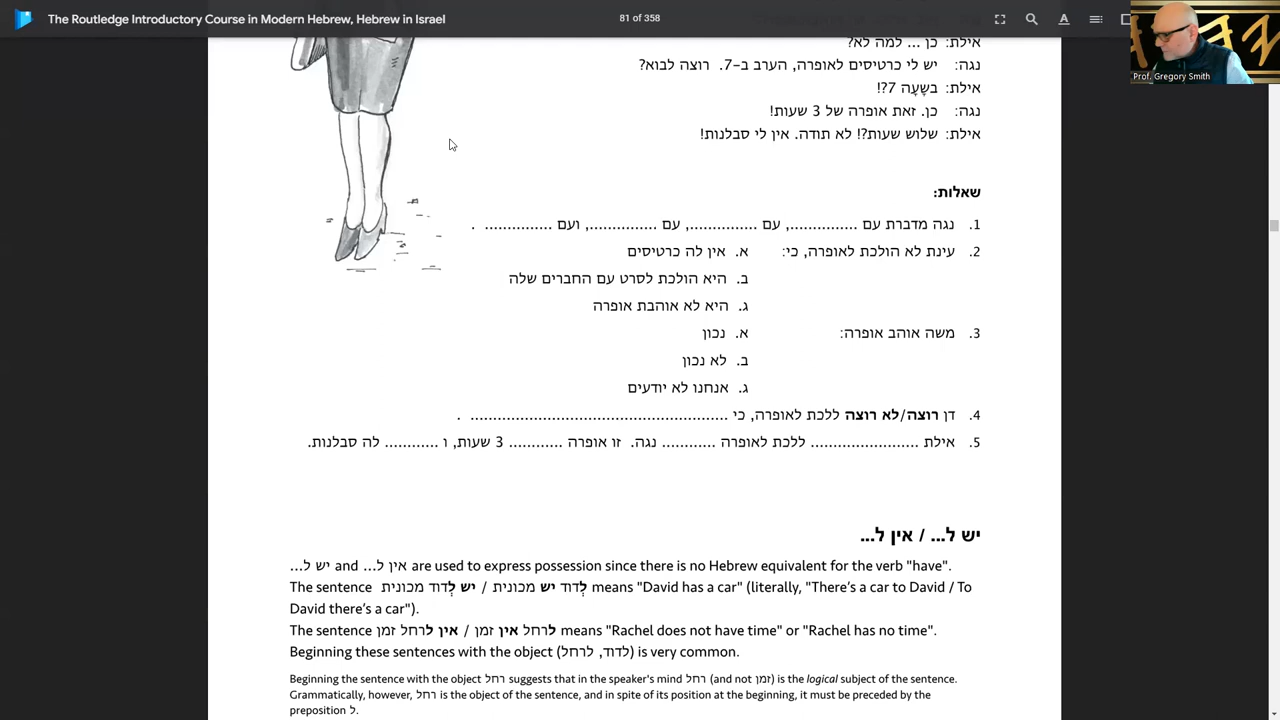 The Routledge Introductory Course in Modern Hebrew, Hebrew in Israel
81 of 358
Prof. Gregory Smith
אילת: כן ... למה לא?
נגה: יש לי כרטיסים לאופרה, הערב ב-7. רוצה לבוא?
אילת: בשָעָה 7?!
נגה: כן. זאת אופרה של 3 שעות!
אילת: שלוש שעות?! לא תודה. אין לי סבלנות!
שאלות:
1. נגה מדברת עם ..............., עם ..............., עם ..............., ועם ............... .
2. עינת לא הולכת לאופרה, כי: א. אין לה כרטיסים
ב. היא הולכת לסרט עם החברים שלה
ג. היא לא אוהבת אופרה
3. משה אוהב אופרה: א. נכון
ב. לא נכון
ג. אנחנו לא יודעים
4. דן רוצה/לא רוצה ללכת לאופרה, כי ......................................................... .
5. אילת ........................ ללכת לאופרה ............ נגה. זו אופרה ............ 3 שעות, ו ............ לה סבלנות.
יש ל... / אין ל...
יש ל... and אין ל... are used to express possession since there is no Hebrew equivalent for the verb "have".
The sentence לְדוד יש מכונית / יש לְדוד מכונית means "David has a car" (literally, "There's a car to David / To
David there's a car").
The sentence לרחל אין זמן / אין לרחל זמן means "Rachel does not have time" or "Rachel has no time".
Beginning these sentences with the object (לדוד, לרחל) is very common.
Beginning the sentence with the object רחל suggests that in the speaker's mind רחל (and not זמן) is the logical subject of the sentence.
Grammatically, however, רחל is the object of the sentence, and in spite of its position at the beginning, it must be preceded by the
preposition ל.